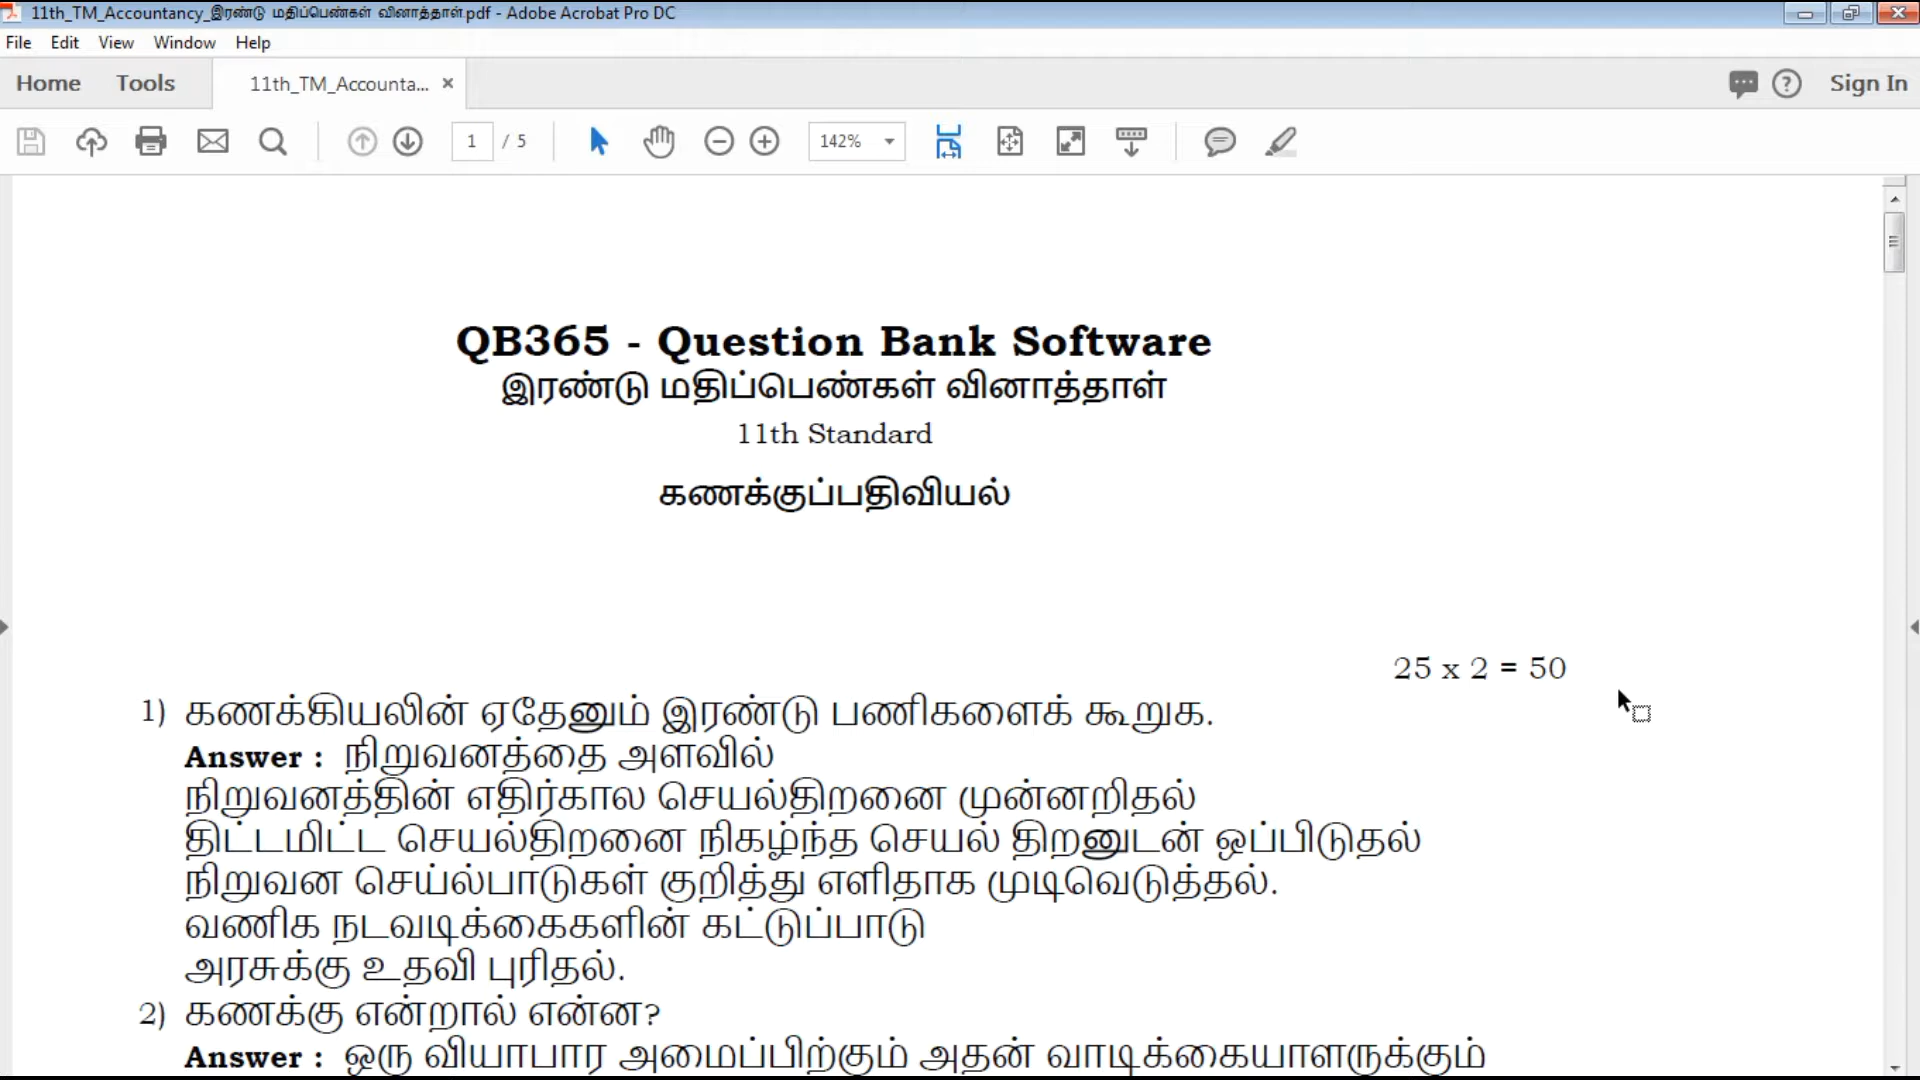 11th_TM_Accountancy_இரண்டு மதிப்பெண்கள் வினாத்தாள்.pdf - Adobe Acrobat Pro DC
File Edit View Window Help
Home Tools 11th_TM_Accounta... × Sign In
1 / 5 142%
QB365 - Question Bank Software
இரண்டு மதிப்பெண்கள் வினாத்தாள்
11th Standard
கணக்குப்பதிவியல்
25 x 2 = 50
1) கணக்கியலின் ஏதேனும் இரண்டு பணிகளைக் கூறுக.
Answer : நிறுவனத்தை அளவில்
நிறுவனத்தின் எதிர்கால செயல்திறனை முன்னறிதல்
திட்டமிட்ட செயல்திறனை நிகழ்ந்த செயல் திறனுடன் ஒப்பிடுதல்
நிறுவன செய்ல்பாடுகள் குறித்து எளிதாக முடிவெடுத்தல்.
வணிக நடவடிக்கைகளின் கட்டுப்பாடு
அரசுக்கு உதவி புரிதல்.
2) கணக்கு என்றால் என்ன?
Answer : ஒரு வியாபார அமைப்பிற்கும் அதன் வாடிக்கையாளருக்கும்